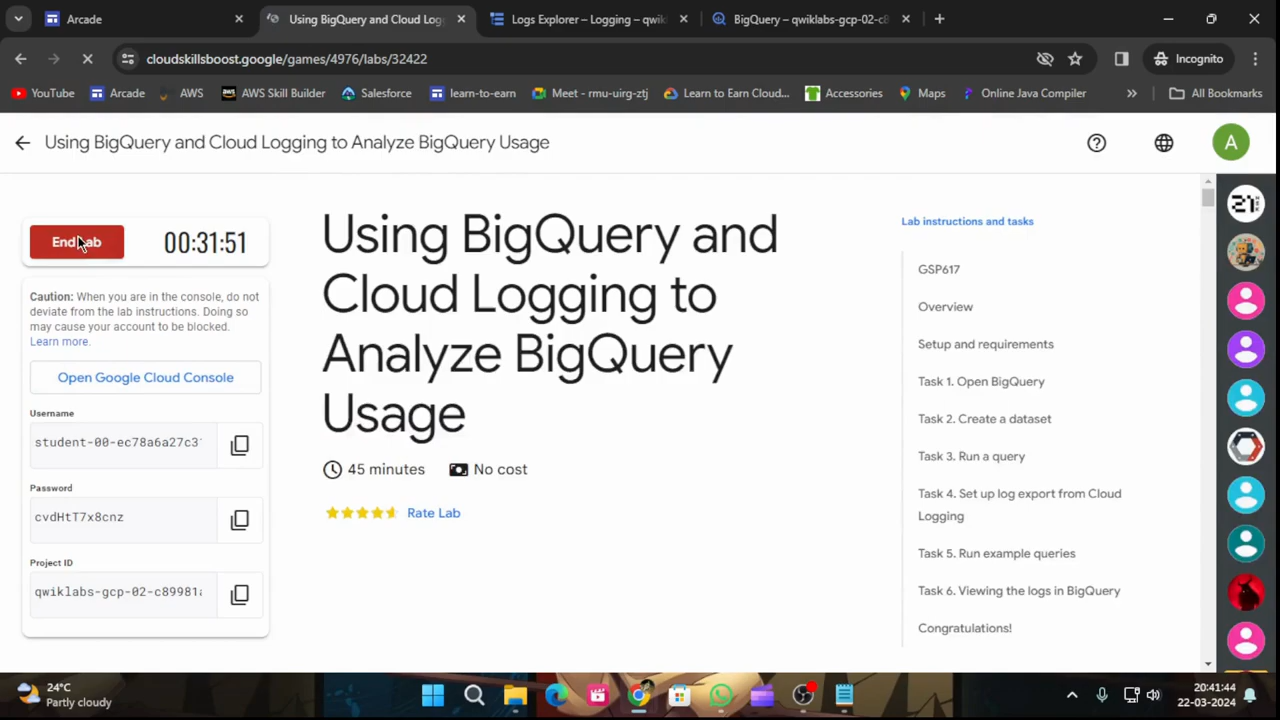 Arcade
Using BigQuery and Cloud Log
Logs Explorer – Logging – qwik
BigQuery – qwiklabs-gcp-02-c8
cloudskillsboost.google/games/4976/labs/32422
Incognito
YouTube
Arcade
AWS
AWS Skill Builder
Salesforce
learn-to-earn
Meet - rmu-uirg-ztj
Learn to Earn Cloud...
Accessories
Maps
Online Java Compiler
All Bookmarks
Using BigQuery and Cloud Logging to Analyze BigQuery Usage
A
End Lab
00:31:51
Caution: When you are in the console, do not
deviate from the lab instructions. Doing so
may cause your account to be blocked.
Learn more.
Open Google Cloud Console
Username
student-00-ec78a6a27c3
Password
cvdHtT7x8cnz
Project ID
qwiklabs-gcp-02-c89981
Using BigQuery and
Cloud Logging to
Analyze BigQuery
Usage
45 minutes
No cost
Rate Lab
Lab instructions and tasks
GSP617
Overview
Setup and requirements
Task 1. Open BigQuery
Task 2. Create a dataset
Task 3. Run a query
Task 4. Set up log export from Cloud
Logging
Task 5. Run example queries
Task 6. Viewing the logs in BigQuery
Congratulations!
24°C
Partly cloudy
20:41:44
22-03-2024